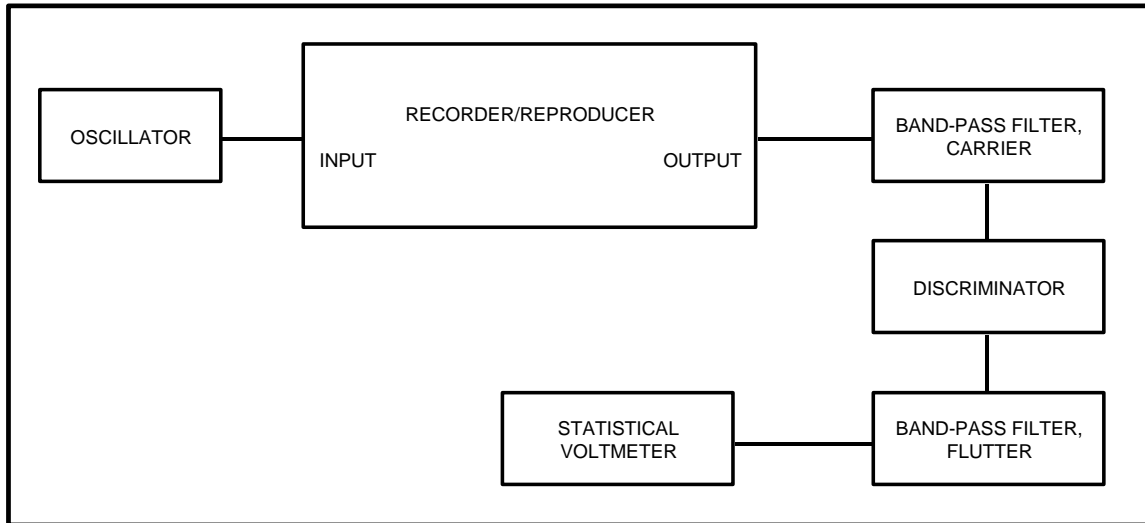 OSCILLATOR
RECORDER/REPRODUCER
INPUT
OUTPUT
BAND-PASS FILTER,
CARRIER
DISCRIMINATOR
BAND-PASS FILTER,
FLUTTER
STATISTICAL
VOLTMETER